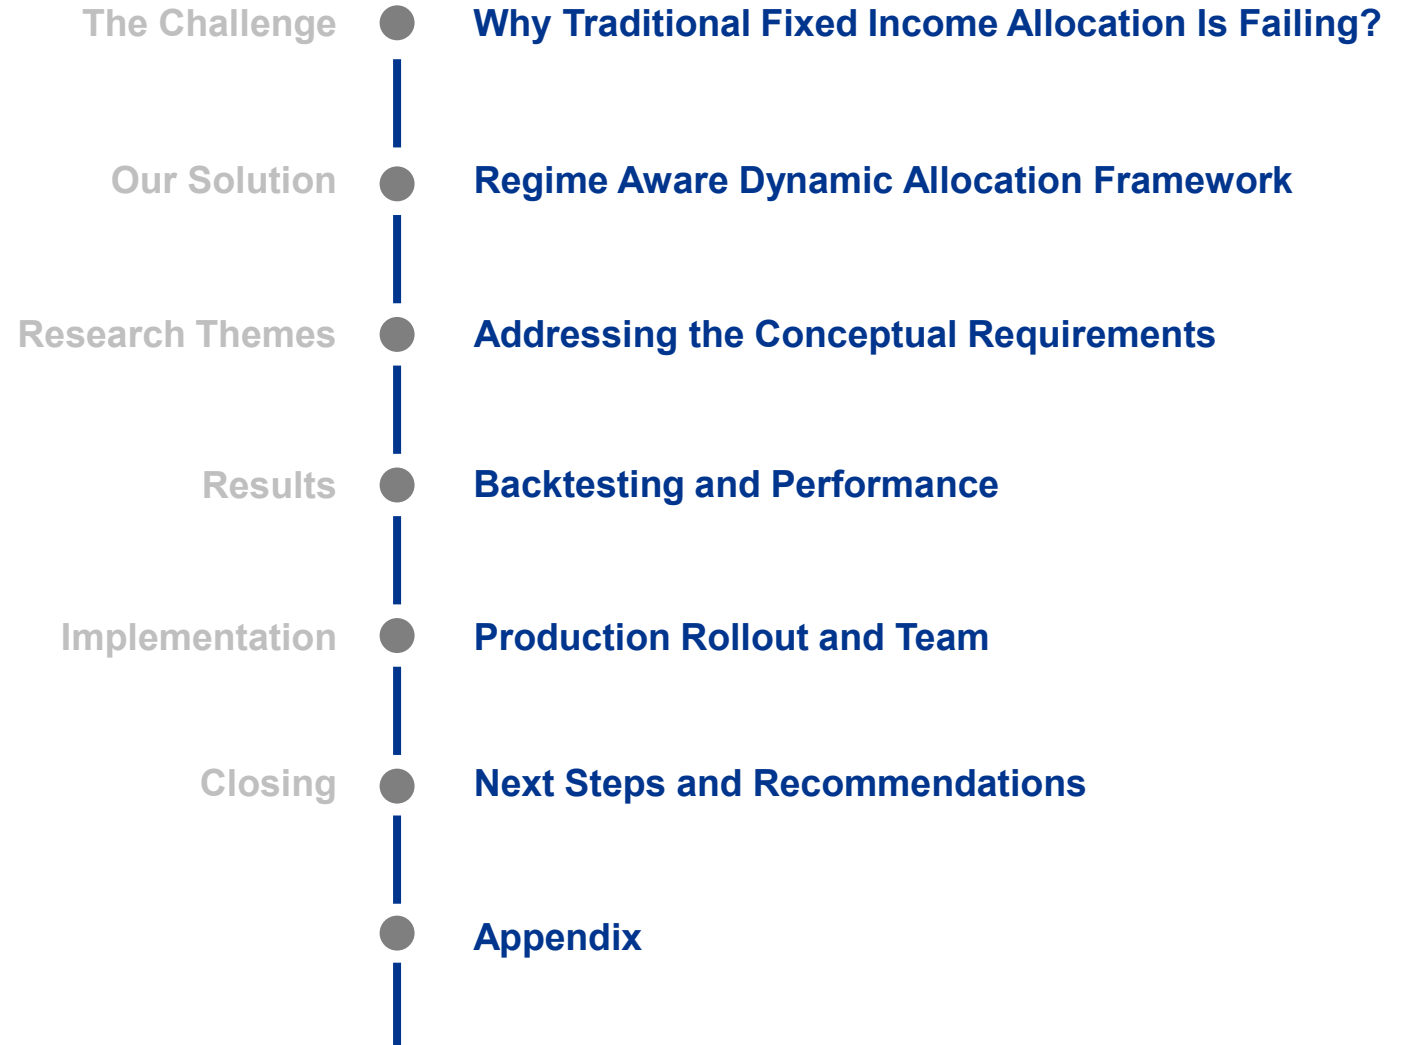 The Challenge Why Traditional Fixed Income Allocation Is Failing?
Our Solution Regime Aware Dynamic Allocation Framework
Research Themes Addressing the Conceptual Requirements
Results Backtesting and Performance
Implementation Production Rollout and Team
Closing Next Steps and Recommendations
Appendix